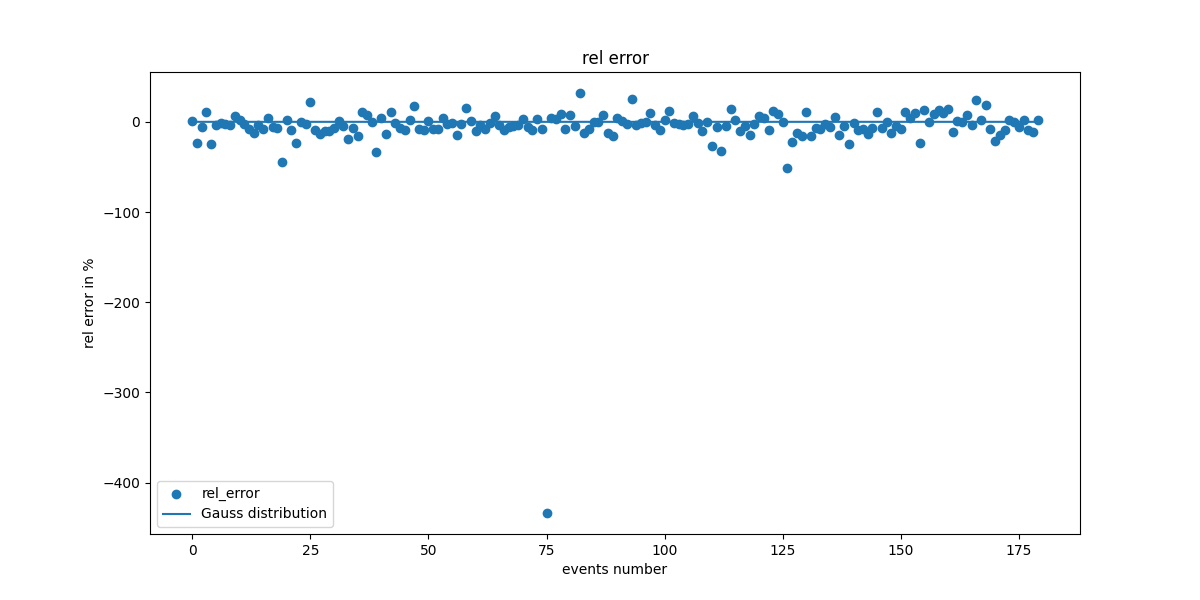 rel error
0
−100
−200
−300
−400
rel error in %
rel_error
Gauss distribution
0
25
50
75
100
125
150
175
events number